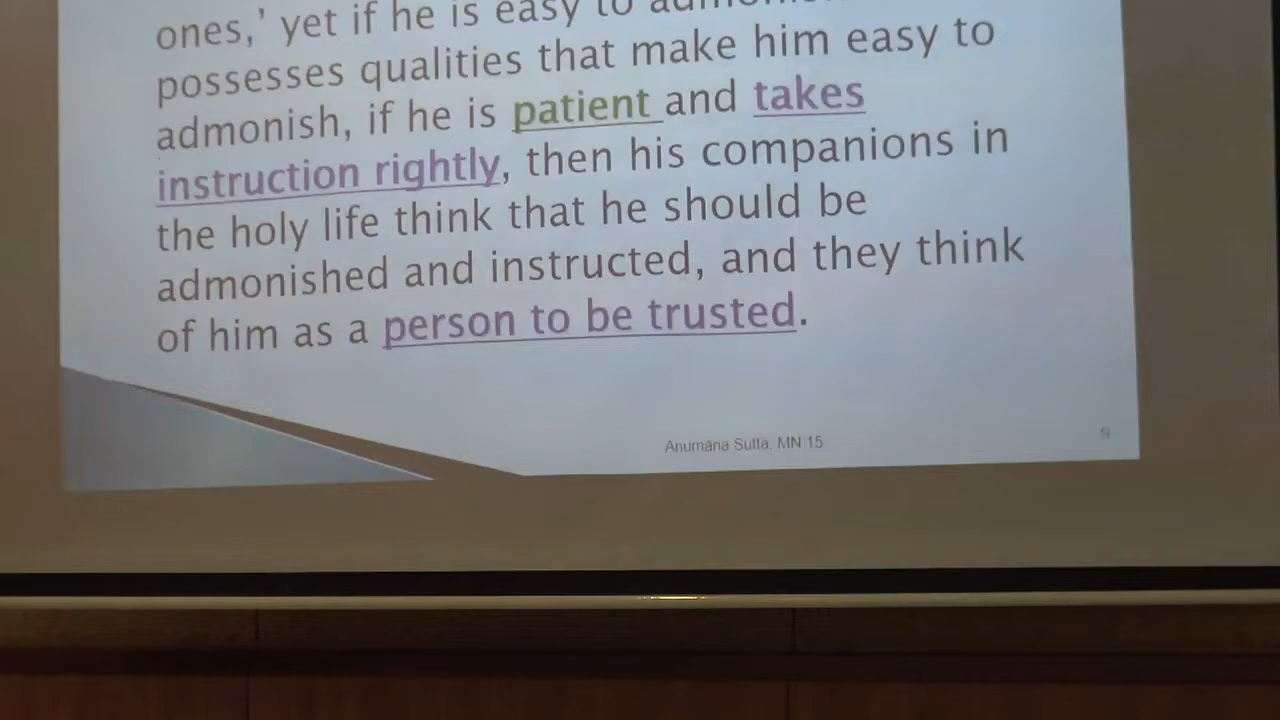 ones,’ yet if he is easy to
possesses qualities that make him easy to
admonish, if he is patient and takes
instruction rightly, then his companions in
the holy life think that he should be
admonished and instructed, and they think
of him as a person to be trusted.
Anumāna Sutta, MN 15